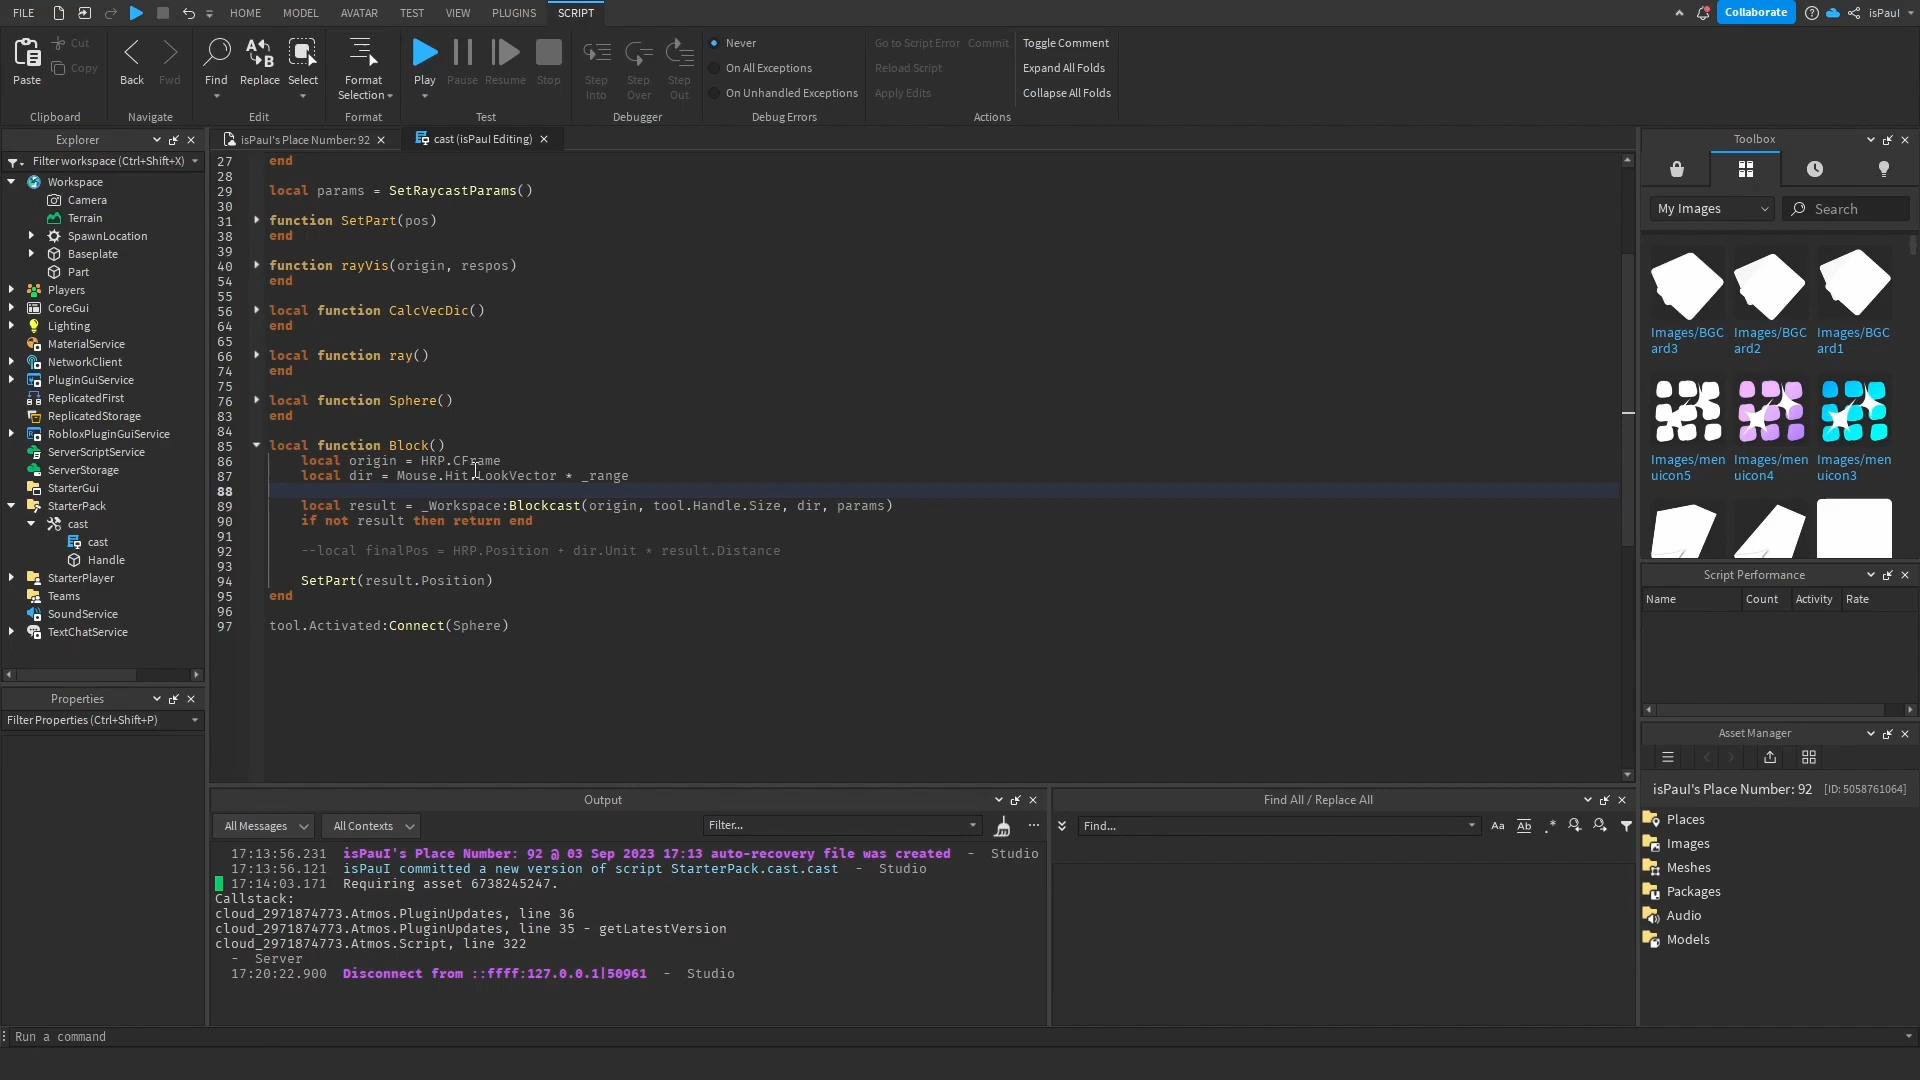 FILE HOME MODEL AVATAR TEST VIEW PLUGINS SCRIPT Collaborate isPaul
Paste Cut Copy Back Fwd Find Replace Select Format Selection Play Pause Resume Stop Step Into Step Over Step Out
Never
On All Exceptions
On Unhandled Exceptions
Go to Script Error Commit
Reload Script
Apply Edits
Toggle Comment
Expand All Folds
Collapse All Folds
Clipboard Navigate Edit Format Test Debugger Debug Errors Actions
Explorer
Filter workspace (Ctrl+Shift+X)
Workspace
Camera
Terrain
SpawnLocation
Baseplate
Part
Players
CoreGui
Lighting
MaterialService
NetworkClient
PluginGuiService
ReplicatedFirst
ReplicatedStorage
RobloxPluginGuiService
ServerScriptService
ServerStorage
StarterGui
StarterPack
cast
cast
Handle
StarterPlayer
Teams
SoundService
TextChatService
Properties
Filter Properties (Ctrl+Shift+P)
isPaul's Place Number: 92 cast (isPaul Editing)
27 end
28
29 local params = SetRaycastParams()
30
31 function SetPart(pos)
38 end
39
40 function rayVis(origin, respos)
54 end
55
56 local function CalcVecDic()
64 end
65
66 local function ray()
74 end
75
76 local function Sphere()
83 end
84
85 local function Block()
86 local origin = HRP.CFrame
87 local dir = Mouse.Hit.LookVector * _range
88
89 local result = _Workspace:Blockcast(origin, tool.Handle.Size, dir, params)
90 if not result then return end
91
92 --local finalPos = HRP.Position + dir.Unit * result.Distance
93
94 SetPart(result.Position)
95 end
96
97 tool.Activated:Connect(Sphere)
Output
All Messages All Contexts Filter...
17:13:56.231 isPauI's Place Number: 92 @ 03 Sep 2023 17:13 auto-recovery file was created - Studio
17:13:56.121 isPauI committed a new version of script StarterPack.cast.cast - Studio
17:14:03.171 Requiring asset 6738245247.
Callstack:
cloud_2971874773.Atmos.PluginUpdates, line 36
cloud_2971874773.Atmos.PluginUpdates, line 35 - getLatestVersion
cloud_2971874773.Atmos.Script, line 322
- Server
17:20:22.900 Disconnect from ::ffff:127.0.0.1|50961 - Studio
Find All / Replace All
Find... Aa Ab .*
Toolbox
My Images Search
Images/BGC
ard3
Images/BGC
ard2
Images/BGC
ard1
Images/men
uicon5
Images/men
uicon4
Images/men
uicon3
Script Performance
Name Count Activity Rate
Asset Manager
isPaul's Place Number: 92 [ID: 5058761064]
Places
Images
Meshes
Packages
Audio
Models
Run a command